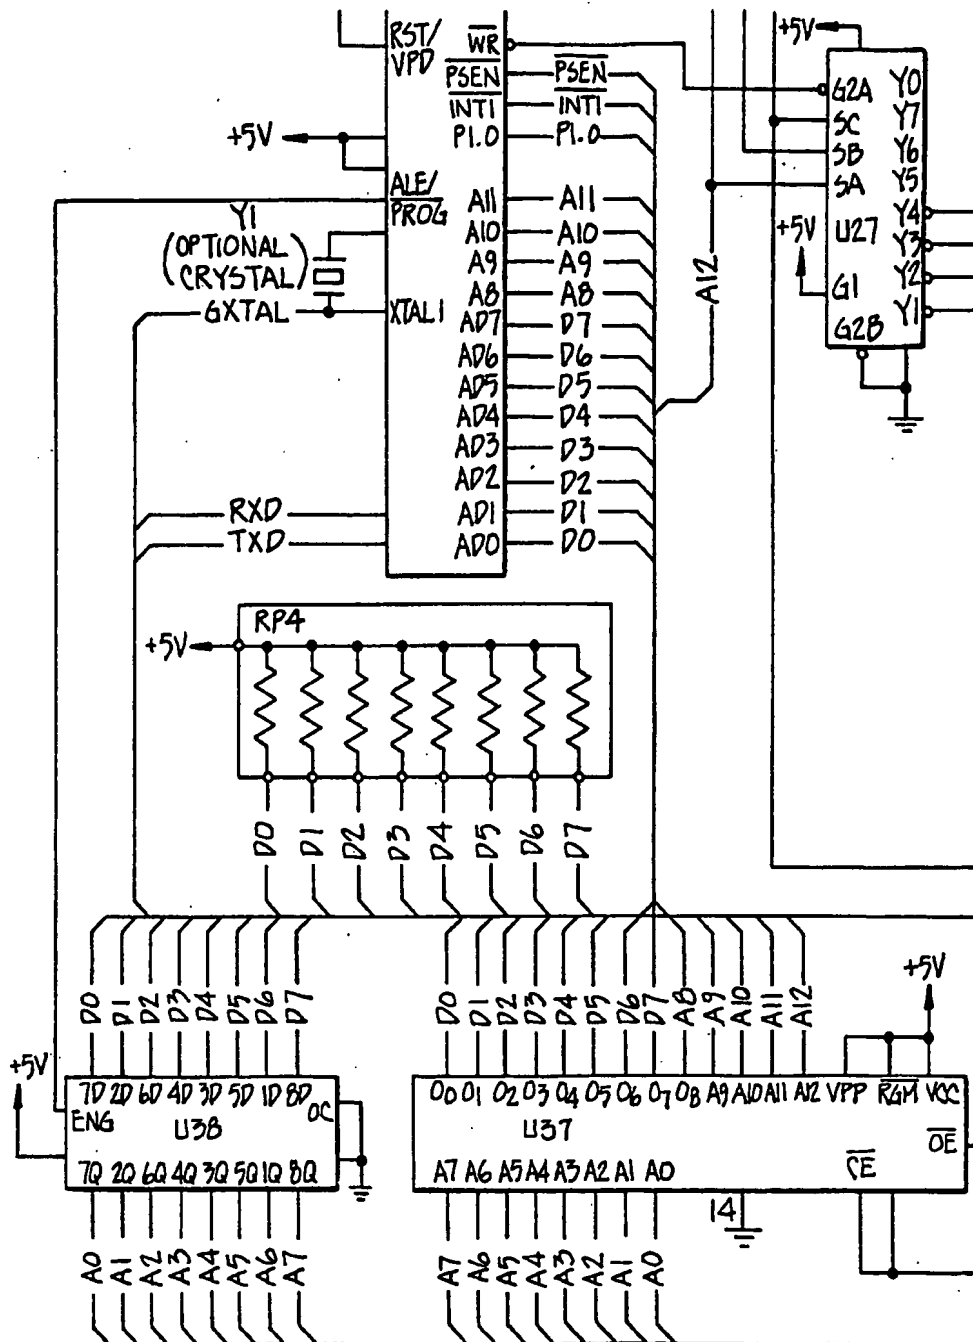 RST/
VPD
WR
PSEN
PSEN
INT1
INT1
P1.0
P1.0
+5V
ALE/
PROG
Y1
(OPTIONAL
CRYSTAL)
GXTAL
XTAL1
A11
A11
A10
A10
A9
A9
A8
A8
AD7
D7
AD6
D6
AD5
D5
AD4
D4
AD3
D3
AD2
D2
AD1
D1
AD0
D0
RXD
TXD
A12
+5V
G2A
Y0
SC
Y7
SB
Y6
SA
Y5
Y4
U27
Y3
+5V
Y2
G1
Y1
G2B
RP4
+5V
D0 D1 D2 D3 D4 D5 D6 D7
D0 D1 D2 D3 D4 D5 D6 D7
+5V
7D 2D 6D 4D 3D 5D 1D 8D
ENG
OC
U38
7Q 2Q 6Q 4Q 3Q 5Q 1Q 8Q
A0 A1 A2 A3 A4 A5 A6 A7
D0 D1 D2 D3 D4 D5 D6 D7 A8 A9 A10 A11 A12
+5V
O0 O1 O2 O3 O4 O5 O6 O7 O8 A9 A10 A11 A12 VPP RGM VCC
U37
OE
CE
A7 A6 A5 A4 A3 A2 A1 A0
14
A7 A6 A5 A4 A3 A2 A1 A0